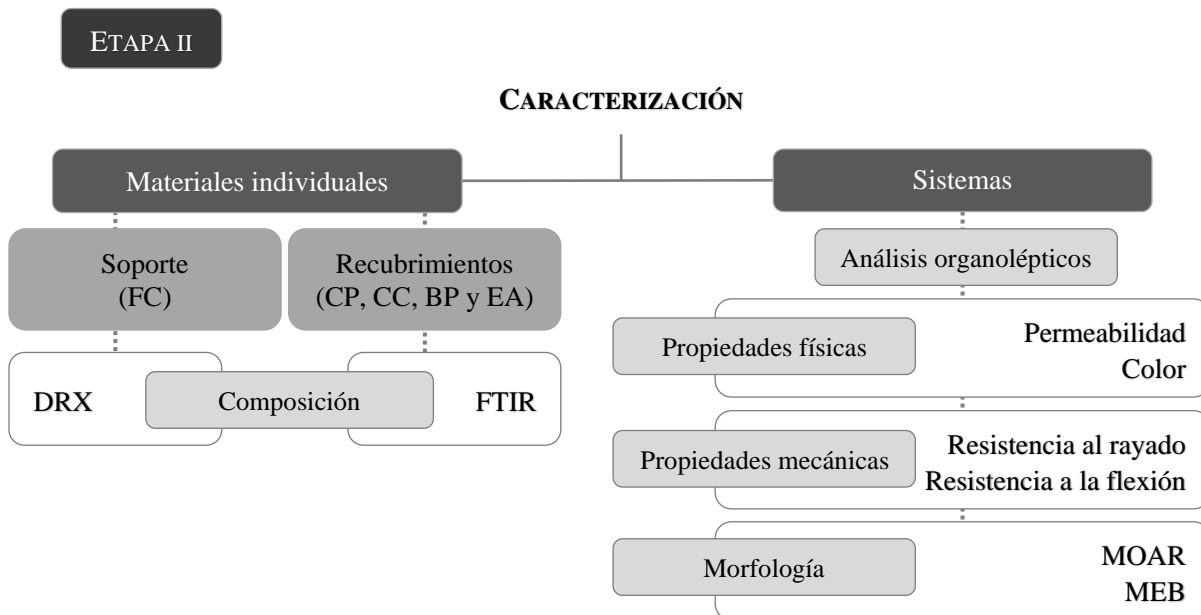 ETAPA II
CARACTERIZACIÓN
Materiales individuales
Soporte
(FC)
Recubrimientos
(CP, CC, BP y EA)
DRX
Composición
FTIR
Sistemas
Análisis organolépticos
Propiedades físicas
Permeabilidad
Color
Propiedades mecánicas
Resistencia al rayado
Resistencia a la flexión
Morfología
MOAR
MEB